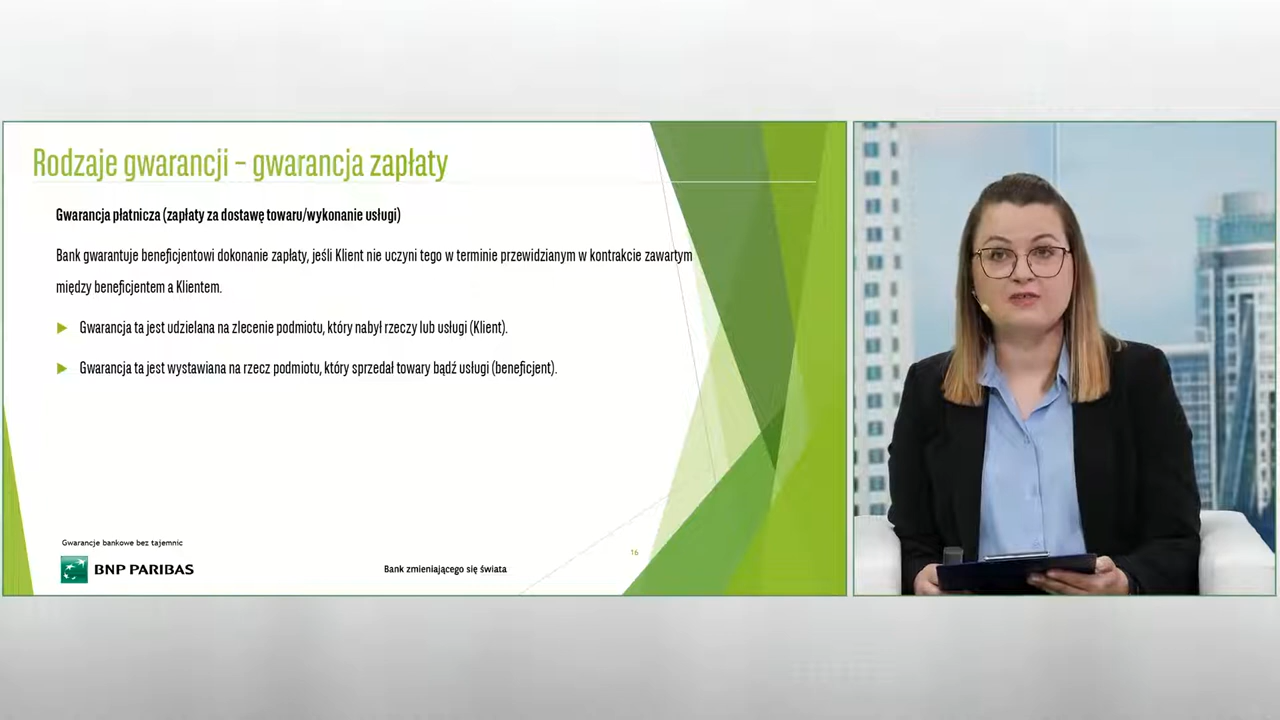 Rodzaje gwarancji – gwarancja zapłaty
Gwarancja płatnicza (zapłaty za dostawę towaru/wykonanie usługi)
Bank gwarantuje beneficjentowi dokonanie zapłaty, jeśli Klient nie uczyni tego w terminie przewidzianym w kontrakcie zawartym
między beneficjentem a Klientem.
Gwarancja ta jest udzielana na zlecenie podmiotu, który nabył rzeczy lub usługi (Klient).
Gwarancja ta jest wystawiana na rzecz podmiotu, który sprzedał towary bądź usługi (beneficjent).
Gwarancje bankowe bez tajemnic
16
BNP PARIBAS
Bank zmieniającego się świata